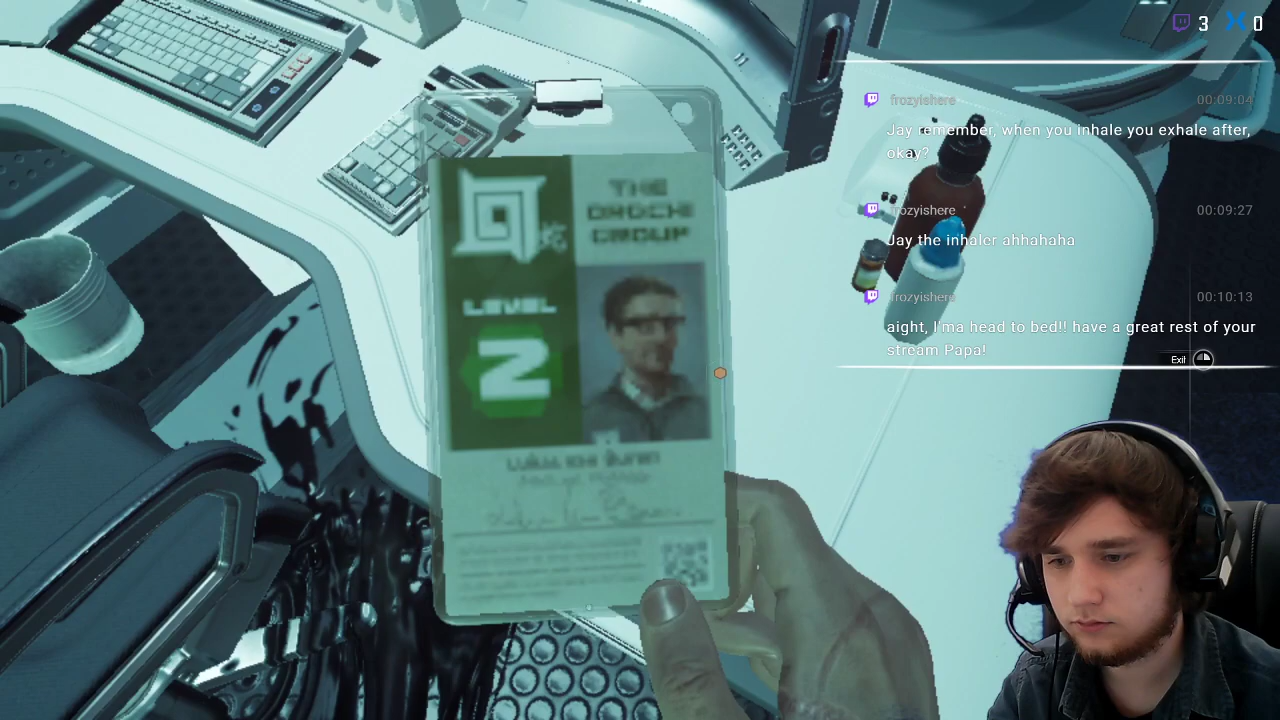 3 0
frozyishere 00:09:04
Jay remember, when you inhale you exhale after,
okay?
frozyishere 00:09:27
Jay the inhaler ahhahaha
frozyishere 00:10:13
aight, I'ma head to bed!! have a great rest of your
stream Papa!
Exit
THE
OROCHI
GROUP
LEVEL
2